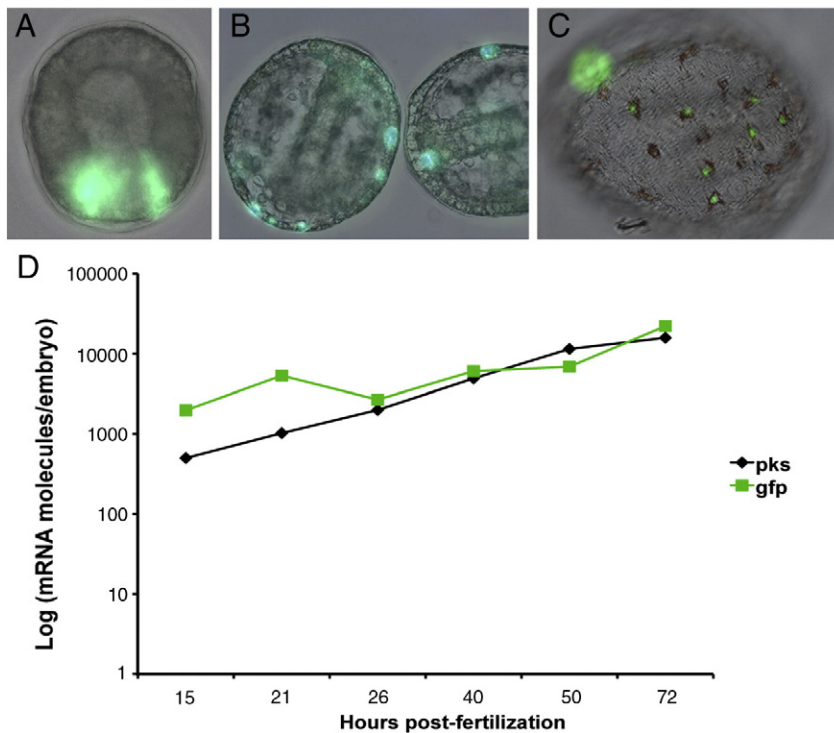 A
B
C
D
100000
10000
1000
100
10
1
Log (mRNA molecules/embryo)
15 21 26 40 50 72
Hours post-fertilization
pks
gfp